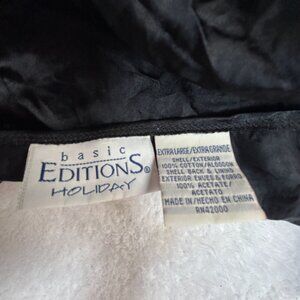 basic
EDITIONS®
HOLIDAY
EXTRA LARGE/EXTRA GRANDE
SHELL/EXTERIOR
100% COTTON/ALGODON
SHELL BACK & LINING
EXTERIOR ENVES & FORRO
100% ACETATE/
ACETATO
MADE IN/HECHO EN CHINA
RN42000